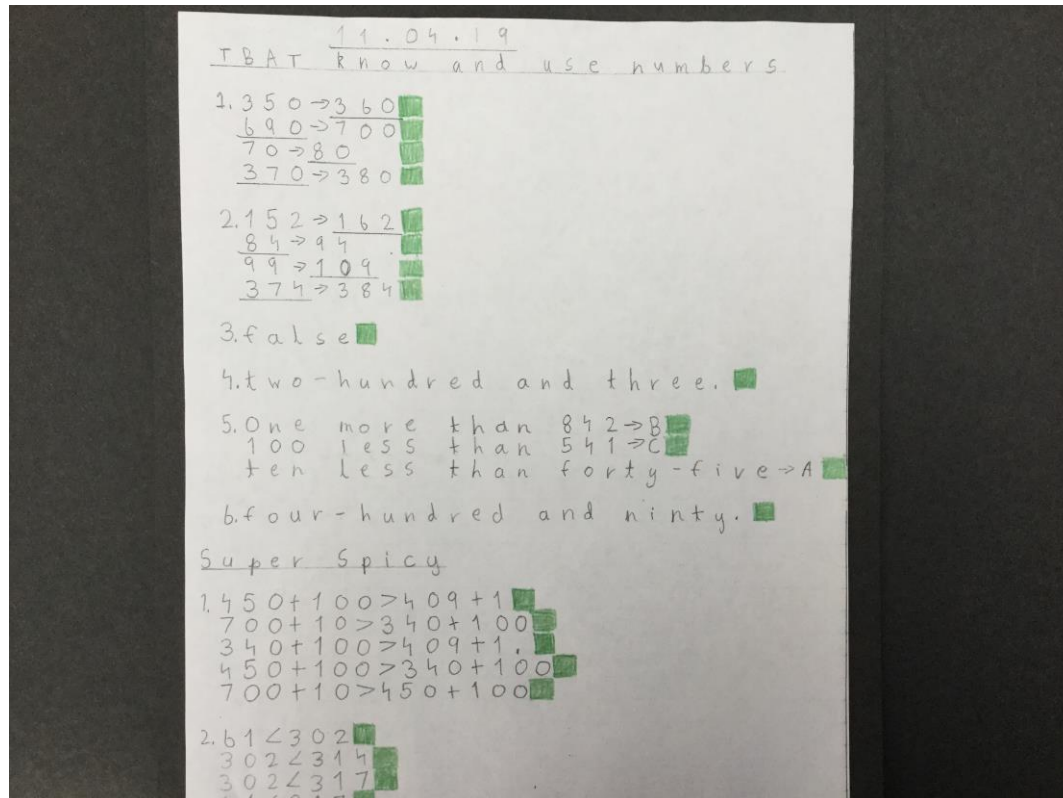 11.04.19
TBAT know and use numbers
1. 350→360
690→700
70→80
370→380
2. 152→162
84→94
99→109
374→384
3. false
4. two-hundred and three.
5. One more than 842→B
100 less than 541→C
ten less than forty-five→A
6. four-hundred and ninty.
Super Spicy
1. 450+100>409+1
700+10>340+100
340+100>409+1.
450+100>340+100
700+10>450+100
2. 61<302
302<314
302<317